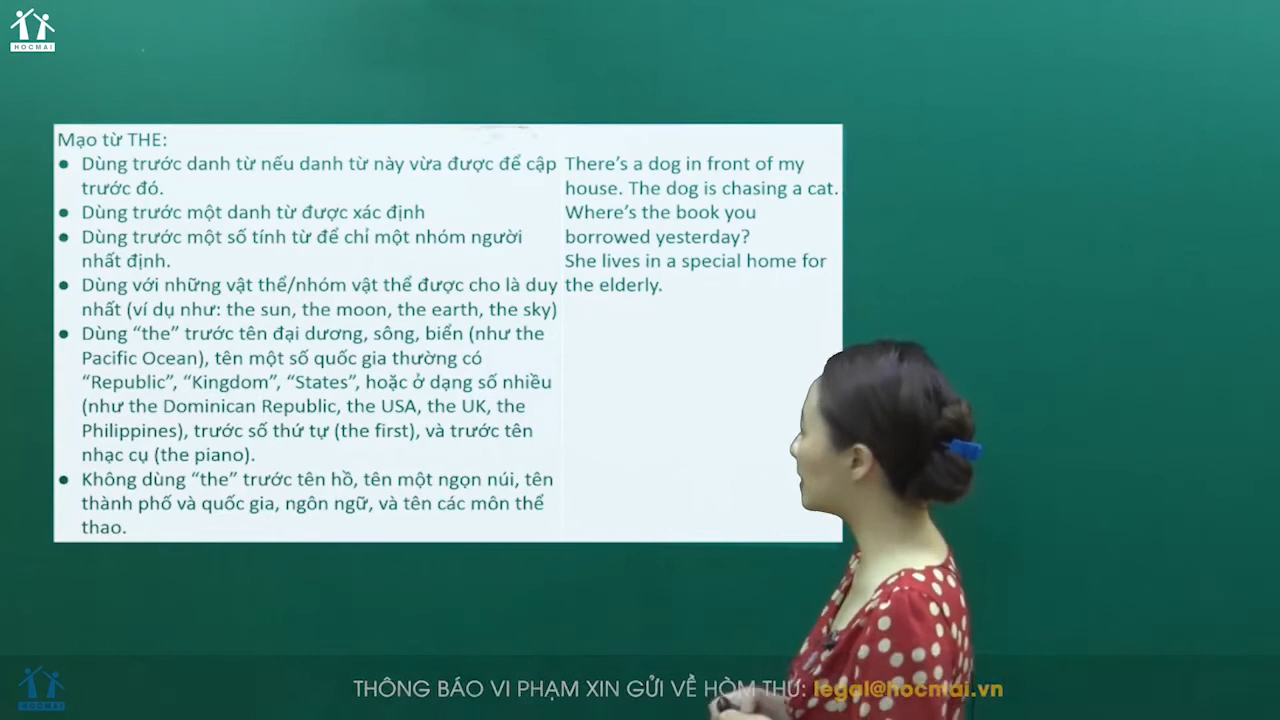 HOCMAI
Mạo từ THE:
● Dùng trước danh từ nếu danh từ này vừa được để cập
trước đó.
● Dùng trước một danh từ được xác định
● Dùng trước một số tính từ để chỉ một nhóm người
nhất định.
● Dùng với những vật thể/nhóm vật thể được cho là duy
nhất (ví dụ như: the sun, the moon, the earth, the sky)
● Dùng “the” trước tên đại dương, sông, biển (như the
Pacific Ocean), tên một số quốc gia thường có
“Republic”, “Kingdom”, “States”, hoặc ở dạng số nhiều
(như the Dominican Republic, the USA, the UK, the
Philippines), trước số thứ tự (the first), và trước tên
nhạc cụ (the piano).
● Không dùng “the” trước tên hồ, tên một ngọn núi, tên
thành phố và quốc gia, ngôn ngữ, và tên các môn thể
thao.
There’s a dog in front of my
house. The dog is chasing a cat.
Where’s the book you
borrowed yesterday?
She lives in a special home for
the elderly.
HOCMAI
THÔNG BÁO VI PHẠM XIN GỬI VỀ HÒM THƯ: legal@hocmai.vn